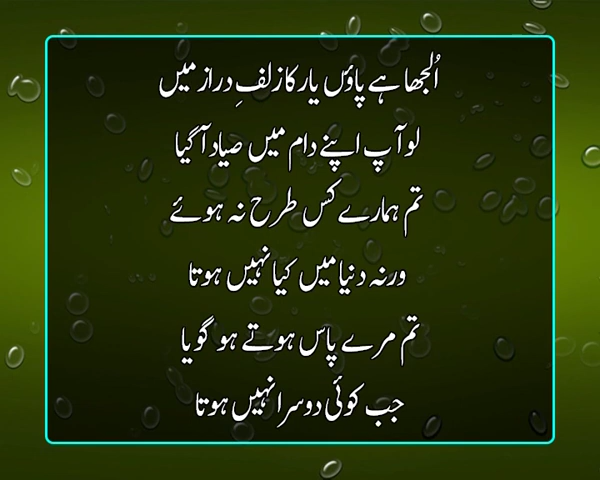 اُلجھا ہے پاؤں یار کا زلفِ دراز میں
لو آپ اپنے دام میں صیاد آ گیا
تم ہمارے کس طرح نہ ہوئے
ورنہ دنیا میں کیا نہیں ہوتا
تم مرے پاس ہوتے ہو گویا
جب کوئی دوسرا نہیں ہوتا